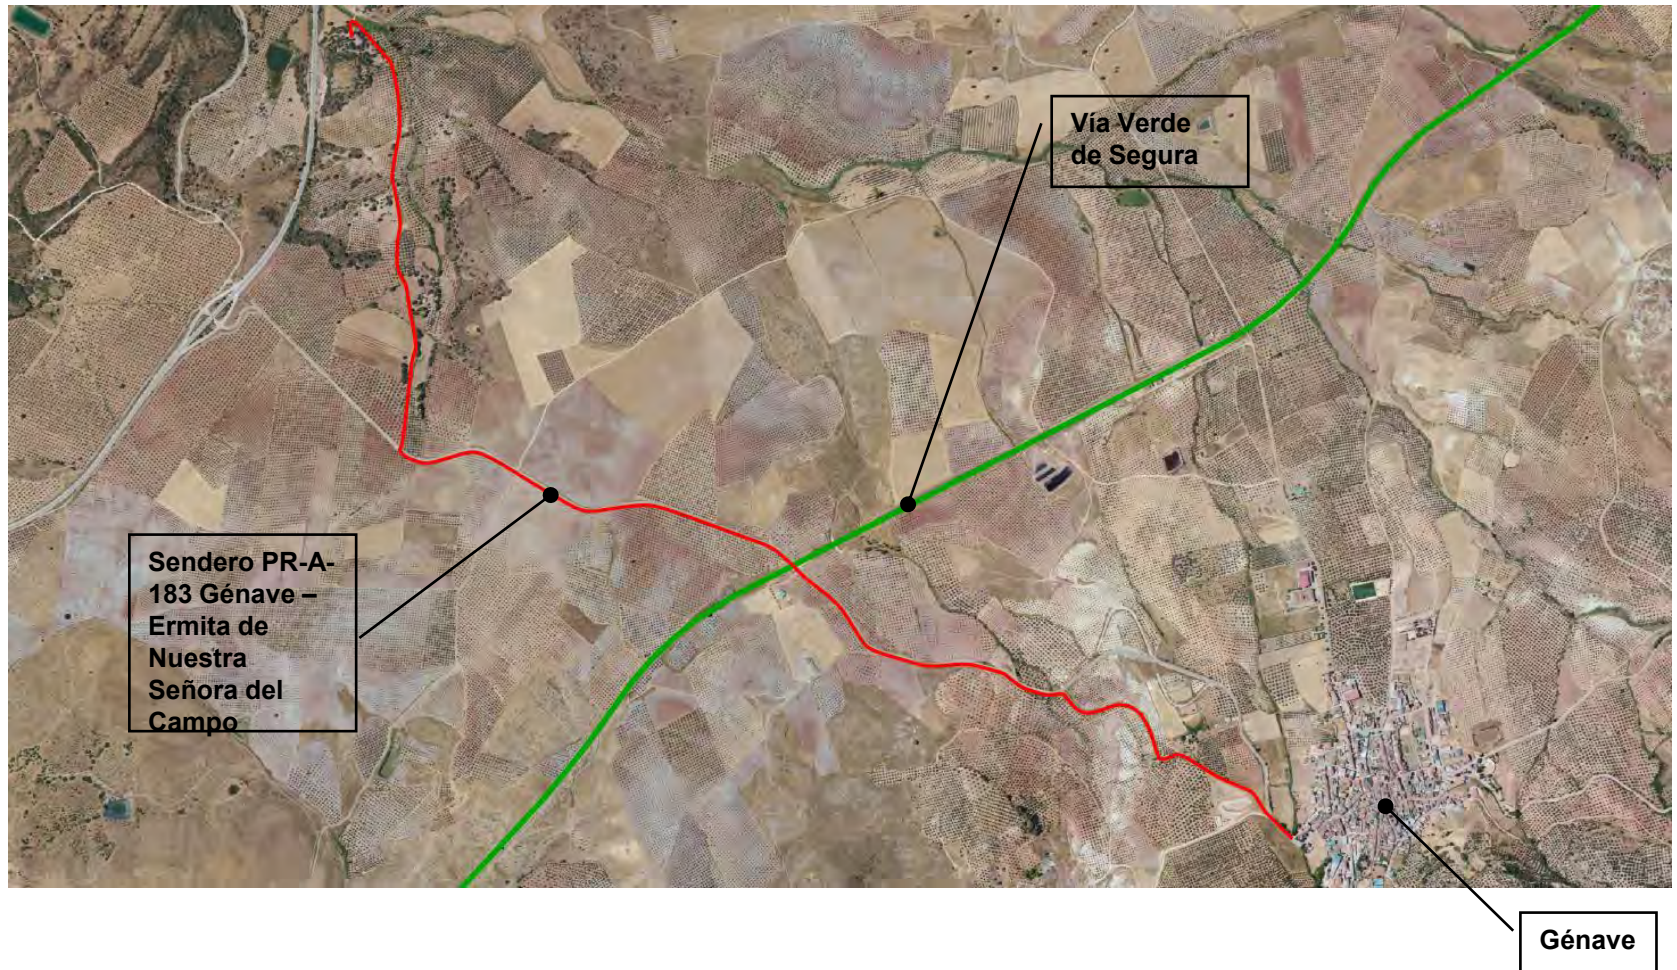 Vía Verde
de Segura
Sendero PR-A-
183 Génave –
Ermita de
Nuestra
Señora del
Campo
Génave